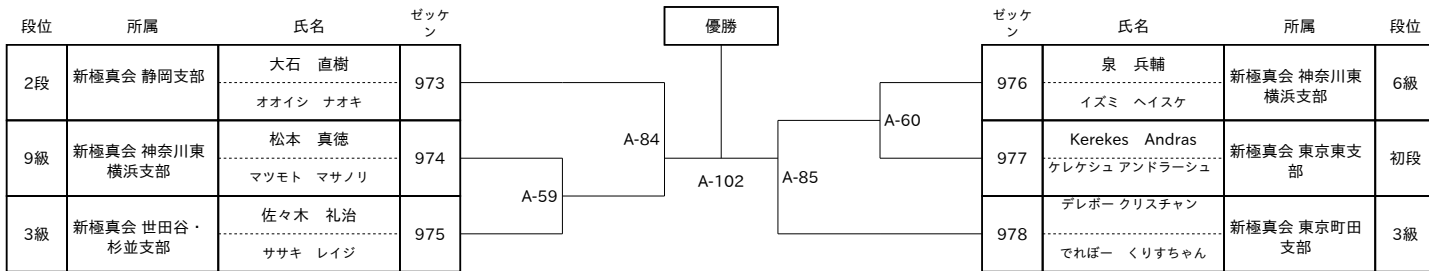 段位 所属 氏名 ゼッケン
2段 新極真会 静岡支部 大石 直樹 973
オオイシ ナオキ
9級 新極真会 神奈川東横浜支部 松本 真徳 974
マツモト マサノリ
3級 新極真会 世田谷・杉並支部 佐々木 礼治 975
ササキ レイジ
A-59
A-84
優勝
A-102
A-60
A-85
ゼッケン 氏名 所属 段位
976 泉 兵輔 新極真会 神奈川東横浜支部 6級
イズミ ヘイスケ
977 Kerekes Andras 新極真会 東京東支部 初段
ケレケシュ アンドラーシュ
978 デレボー クリスチャン 新極真会 東京町田支部 3級
でれぼー くりすちゃん